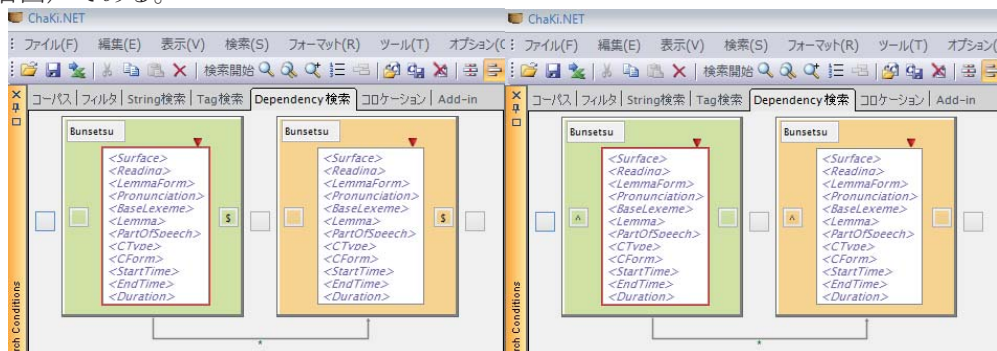 右図）である。
ChaKi.NET
ファイル(F) 編集(E) 表示(V) 検索(S) フォーマット(R) ツール(T) オプション(C
検索開始
コーパス フィルタ String検索 Tag検索 Dependency検索 コロケーション Add-in
Bunsetsu
<Surface>
<Reading>
<LemmaForm>
<Pronunciation>
<BaseLexeme>
<Lemma>
<PartOfSpeech>
<CType>
<CForm>
<StartTime>
<EndTime>
<Duration>
$
Bunsetsu
<Surface>
<Reading>
<LemmaForm>
<Pronunciation>
<BaseLexeme>
<Lemma>
<PartOfSpeech>
<CType>
<CForm>
<StartTime>
<EndTime>
<Duration>
$
*
rch Conditions
ChaKi.NET
ファイル(F) 編集(E) 表示(V) 検索(S) フォーマット(R) ツール(T) オプション(
検索開始
コーパス フィルタ String検索 Tag検索 Dependency検索 コロケーション Add-in
Bunsetsu
^
<Surface>
<Reading>
<LemmaForm>
<Pronunciation>
<BaseLexeme>
<Lemma>
<PartOfSpeech>
<CType>
<CForm>
<StartTime>
<EndTime>
<Duration>
Bunsetsu
^
<Surface>
<Reading>
<LemmaForm>
<Pronunciation>
<BaseLexeme>
<Lemma>
<PartOfSpeech>
<CType>
<CForm>
<StartTime>
<EndTime>
<Duration>
*
rch Conditions